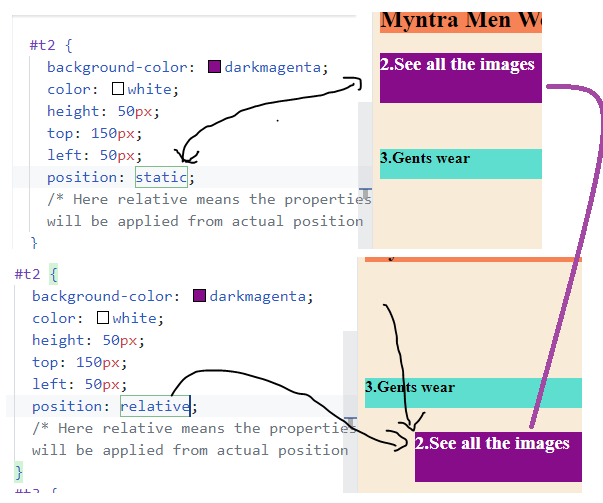 #t2 {
background-color: darkmagenta;
color: white;
height: 50px;
top: 150px;
left: 50px;
position: static;
/* Here relative means the properties
will be applied from actual position
}
Myntra Men We
2.See all the images
3.Gents wear
#t2 {
background-color: darkmagenta;
color: white;
height: 50px;
top: 150px;
left: 50px;
position: relative;
/* Here relative means the properties
will be applied from actual position
}
3.Gents wear
2.See all the images